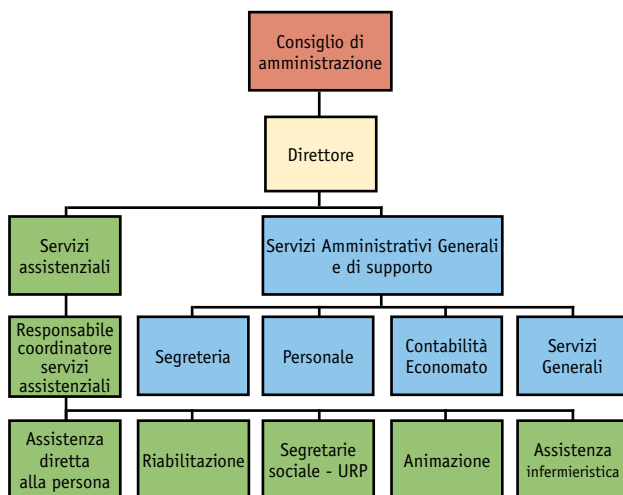 Consiglio di
amministrazione
Direttore
Servizi
assistenziali
Servizi Amministrativi Generali
e di supporto
Responsabile
coordinatore
servizi
assistenziali
Segreteria
Personale
Contabilità
Economato
Servizi
Generali
Assistenza
diretta
alla persona
Riabilitazione
Segretarie
sociale - URP
Animazione
Assistenza
infermieristica